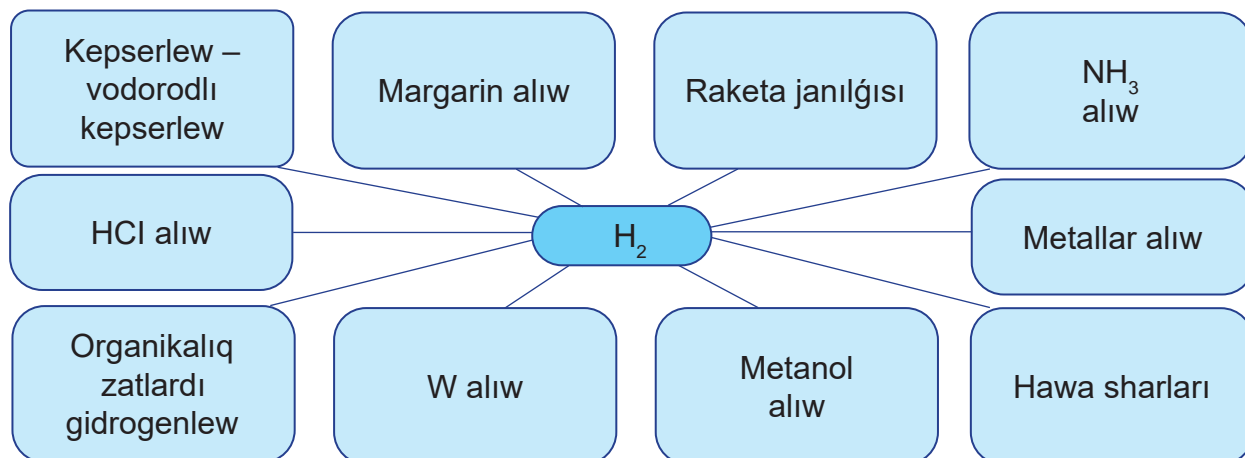 Kepserlew –
vodorodlı
kepserlew
Margarin alıw
Raketa janılǵısı
NH₃
alıw
HCl alıw
H₂
Metallar alıw
Organikalıq
zatlardı
gidrogenlew
W alıw
Metanol
alıw
Hawa sharları